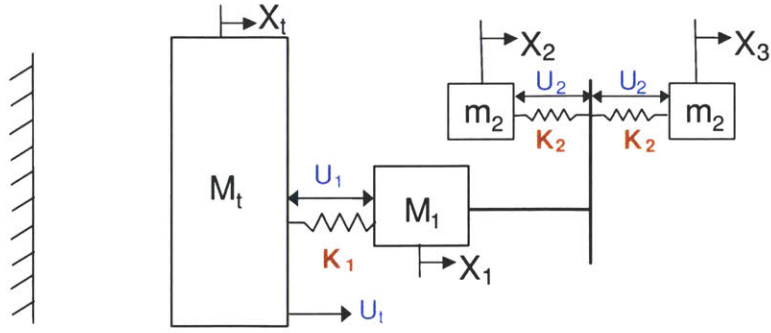 Xₜ
X₂
X₃
U₂
U₂
m₂
m₂
K₂
K₂
Mₜ
U₁
M₁
K₁
X₁
Uₜ